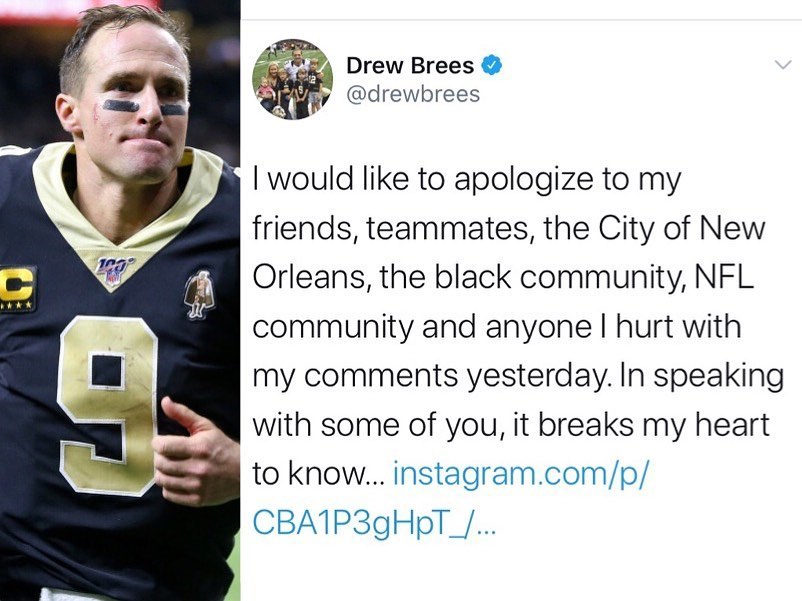 C
100
NFL
9
Drew Brees
@drewbrees
I would like to apologize to my
friends, teammates, the City of New
Orleans, the black community, NFL
community and anyone I hurt with
my comments yesterday. In speaking
with some of you, it breaks my heart
to know... instagram.com/p/
CBA1P3gHpT_/...